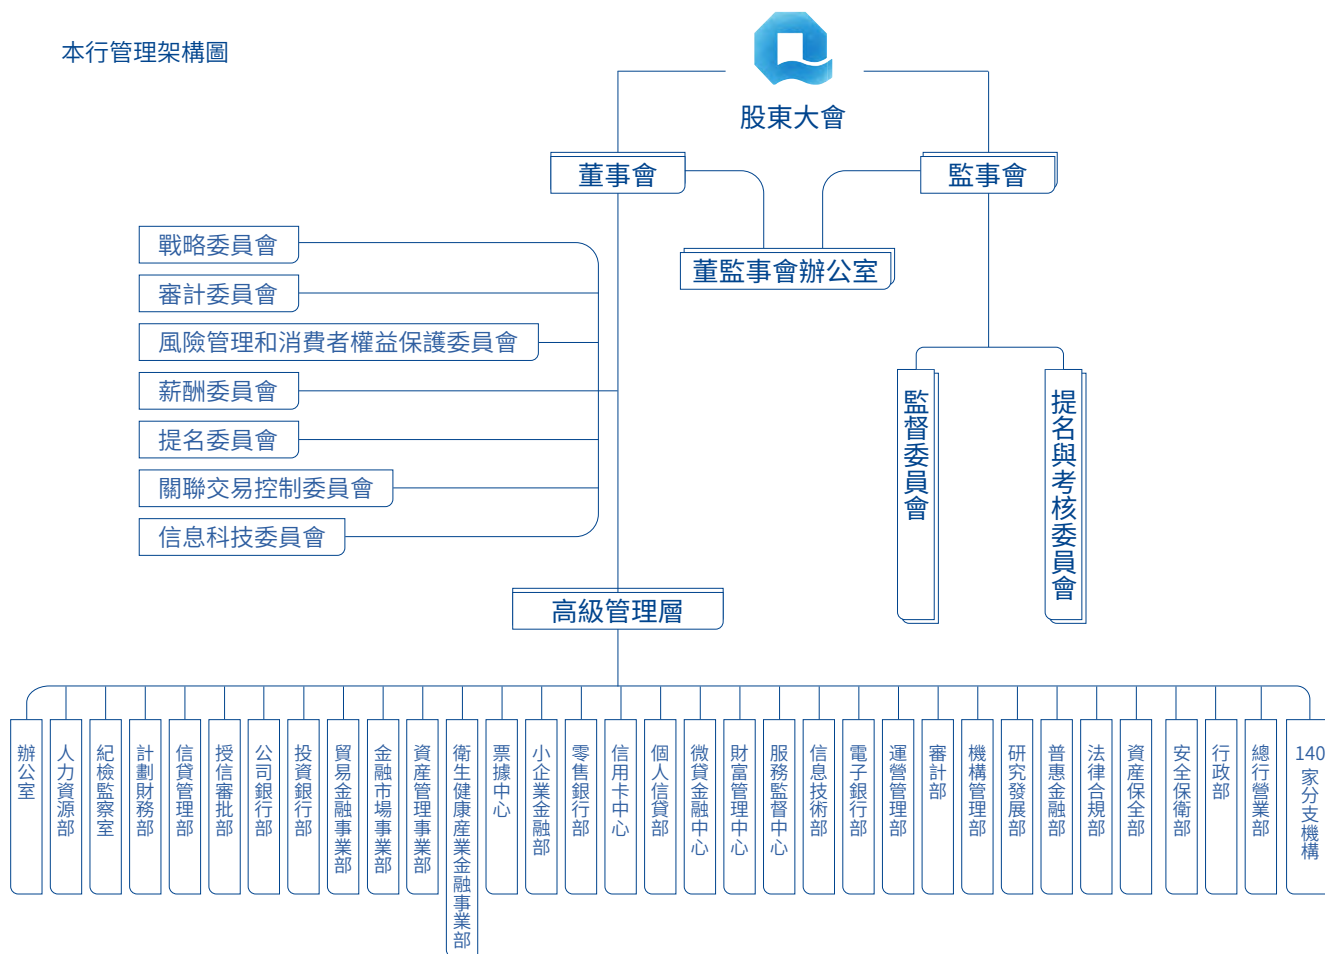 本行管理架構圖
股東大會
董事會
監事會
董監事會辦公室
戰略委員會
審計委員會
風險管理和消費者權益保護委員會
薪酬委員會
提名委員會
關聯交易控制委員會
信息科技委員會
監督委員會
提名與考核委員會
高級管理層
辦公室
人力資源部
紀檢監察室
計劃財務部
信貸管理部
授信審批部
公司銀行部
投資銀行部
貿易金融事業部
金融市場事業部
資産管理事業部
衛生健康産業金融事業部
票據中心
小企業金融部
零售銀行部
信用卡中心
個人信貸部
微貸金融中心
財富管理中心
服務監督中心
信息技術部
電子銀行部
運營管理部
審計部
機構管理部
研究發展部
普惠金融部
法律合規部
資産保全部
安全保衛部
行政部
總行營業部
140家分支機構